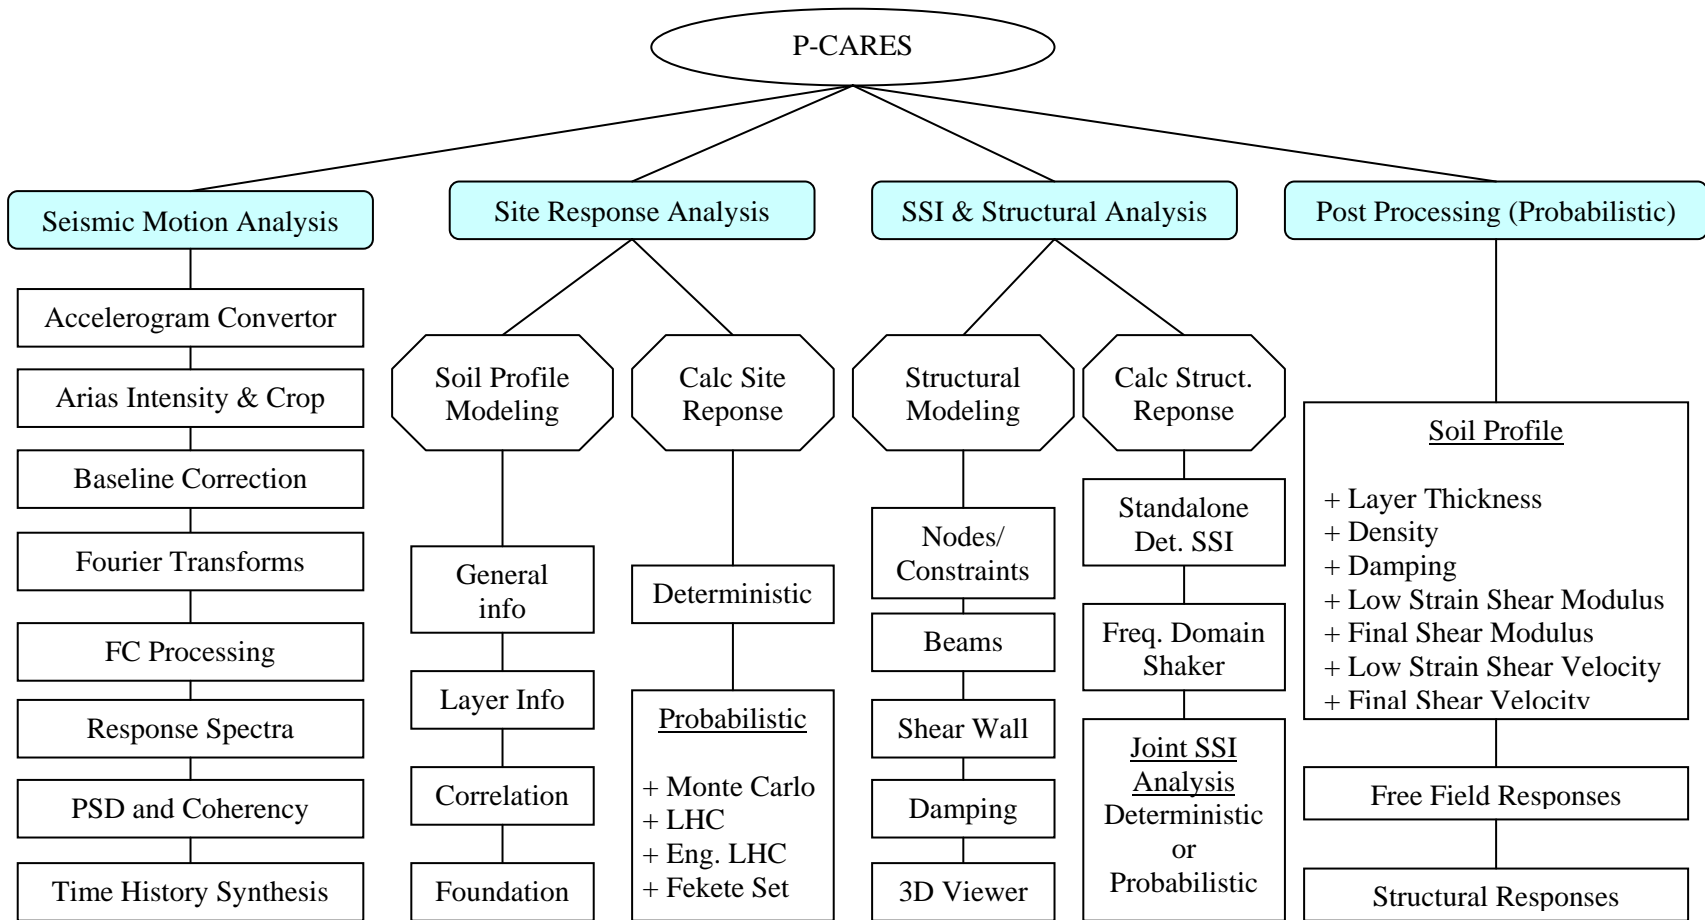 P-CARES
Seismic Motion Analysis
Accelerogram Convertor
Arias Intensity & Crop
Baseline Correction
Fourier Transforms
FC Processing
Response Spectra
PSD and Coherency
Time History Synthesis
Site Response Analysis
Soil Profile
Modeling
General
info
Layer Info
Correlation
Foundation
Calc Site
Reponse
Deterministic
Probabilistic
+ Monte Carlo
+ LHC
+ Eng. LHC
+ Fekete Set
SSI & Structural Analysis
Structural
Modeling
Nodes/
Constraints
Beams
Shear Wall
Damping
3D Viewer
Calc Struct.
Reponse
Standalone
Det. SSI
Freq. Domain
Shaker
Joint SSI
Analysis
Deterministic
or
Probabilistic
Post Processing (Probabilistic)
Soil Profile
+ Layer Thickness
+ Density
+ Damping
+ Low Strain Shear Modulus
+ Final Shear Modulus
+ Low Strain Shear Velocity
+ Final Shear Velocity
Free Field Responses
Structural Responses